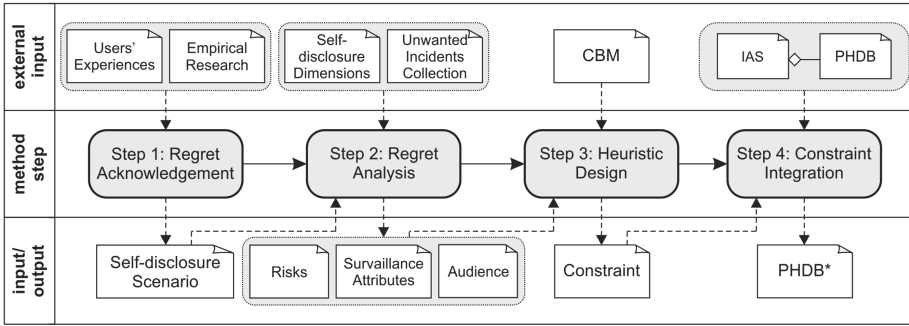 external
input
Users'
Experiences
Empirical
Research
Self-
disclosure
Dimensions
Unwanted
Incidents
Collection
CBM
IAS
PHDB
method
step
Step 1: Regret
Acknowledgement
Step 2: Regret
Analysis
Step 3: Heuristic
Design
Step 4: Constraint
Integration
input/
output
Self-disclosure
Scenario
Risks
Survaillance
Attributes
Audience
Constraint
PHDB*